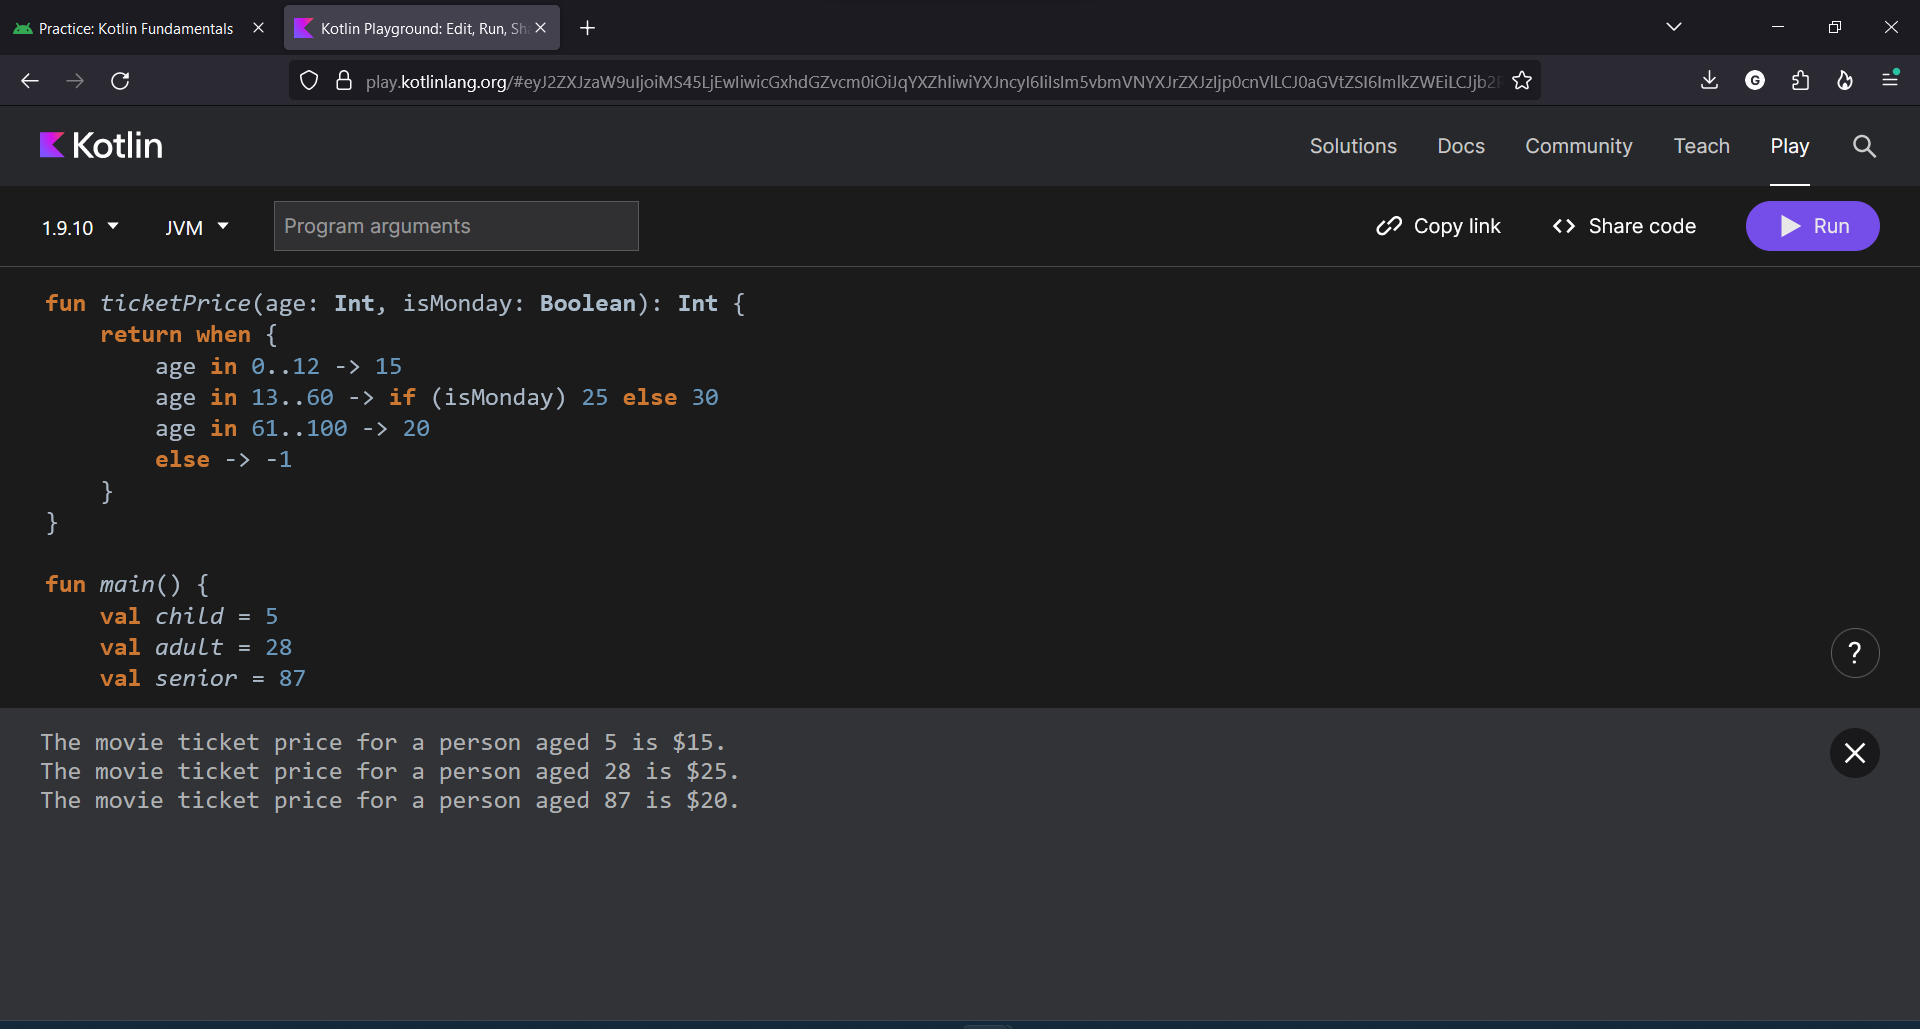 Practice: Kotlin Fundamentals
Kotlin Playground: Edit, Run, Sh
Kotlin
Solutions
Docs
Community
Teach
Play
1.9.10
JVM
Program arguments
Copy link
<> Share code
Run
fun ticketPrice(age: Int, isMonday: Boolean): Int {
    return when {
        age in 0..12 -> 15
        age in 13..60 -> if (isMonday) 25 else 30
        age in 61..100 -> 20
        else -> -1
    }
}
fun main() {
    val child = 5
    val adult = 28
    val senior = 87
?
The movie ticket price for a person aged 5 is $15.
The movie ticket price for a person aged 28 is $25.
The movie ticket price for a person aged 87 is $20.